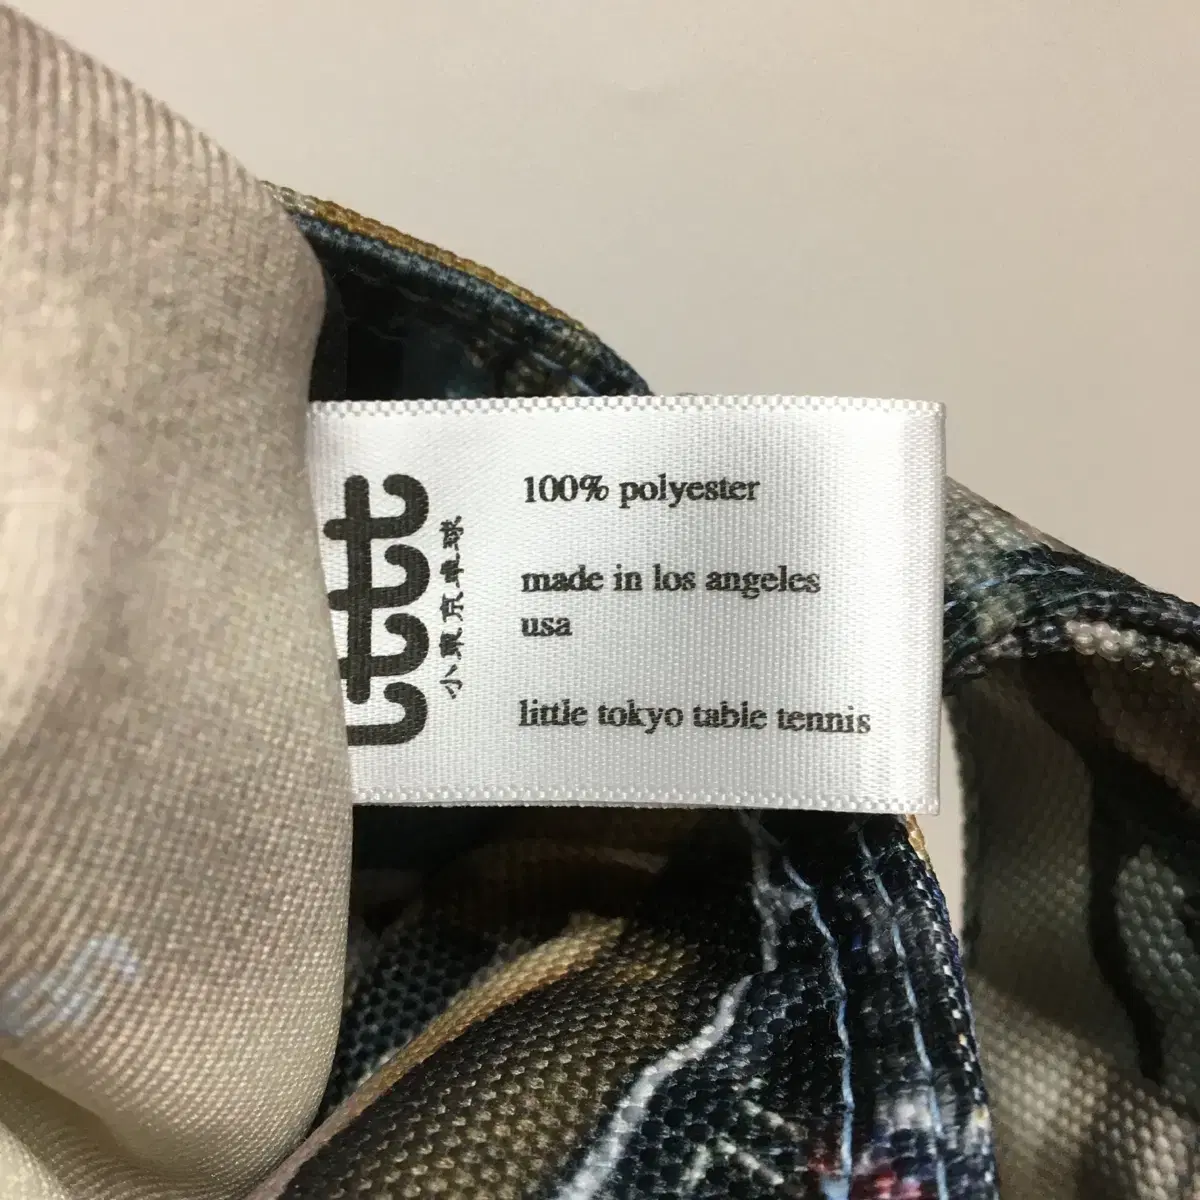 小東京卓球
100% polyester
made in los angeles
usa
little tokyo table tennis